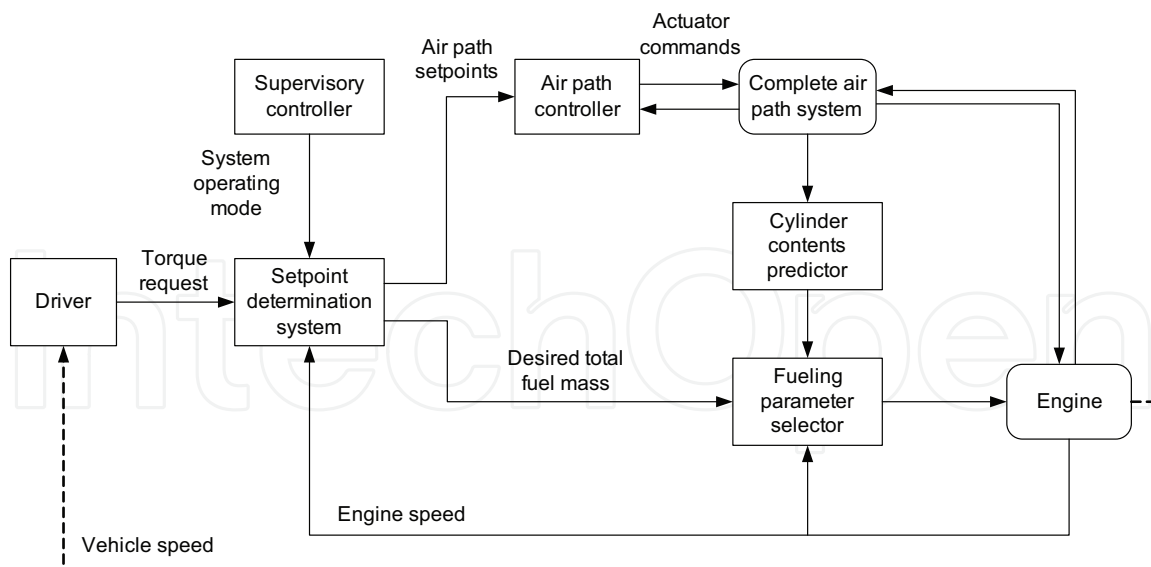 Actuator
commands
Air path
setpoints
Supervisory
controller
Air path
controller
Complete air
path system
System
operating
mode
Cylinder
contents
predictor
Torque
request
Driver
Setpoint
determination
system
Desired total
fuel mass
Fueling
parameter
selector
Engine
Engine speed
Vehicle speed
IntechOpen